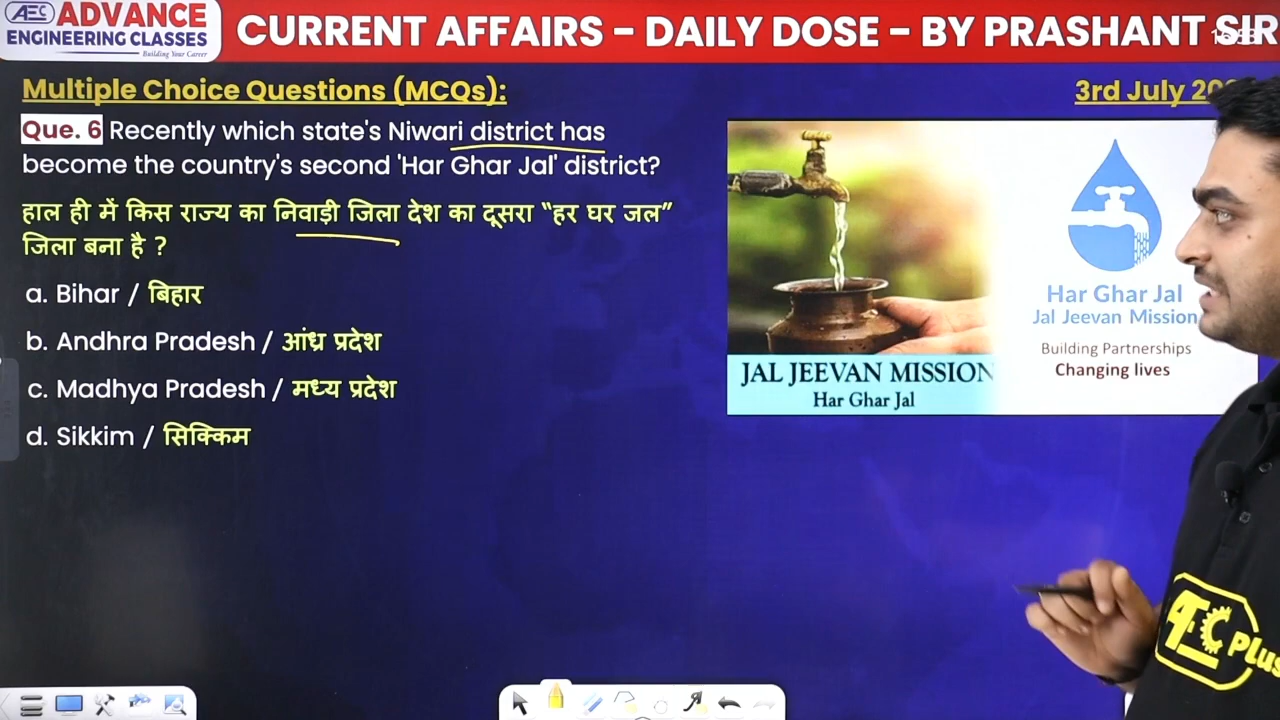 AEC ADVANCE
ENGINEERING CLASSES
Building Your Career
CURRENT AFFAIRS – DAILY DOSE – BY PRASHANT SIR
Multiple Choice Questions (MCQs):
3rd July
Que. 6 Recently which state's Niwari district has
become the country's second 'Har Ghar Jal' district?
हाल ही में किस राज्य का निवाड़ी जिला देश का दूसरा “हर घर जल”
जिला बना है ?
a. Bihar / बिहार
b. Andhra Pradesh / आंध्र प्रदेश
c. Madhya Pradesh / मध्य प्रदेश
d. Sikkim / सिक्किम
JAL JEEVAN MISSION
Har Ghar Jal
Har Ghar Jal
Jal Jeevan Mission
Building Partnerships
Changing lives
AEC Plus